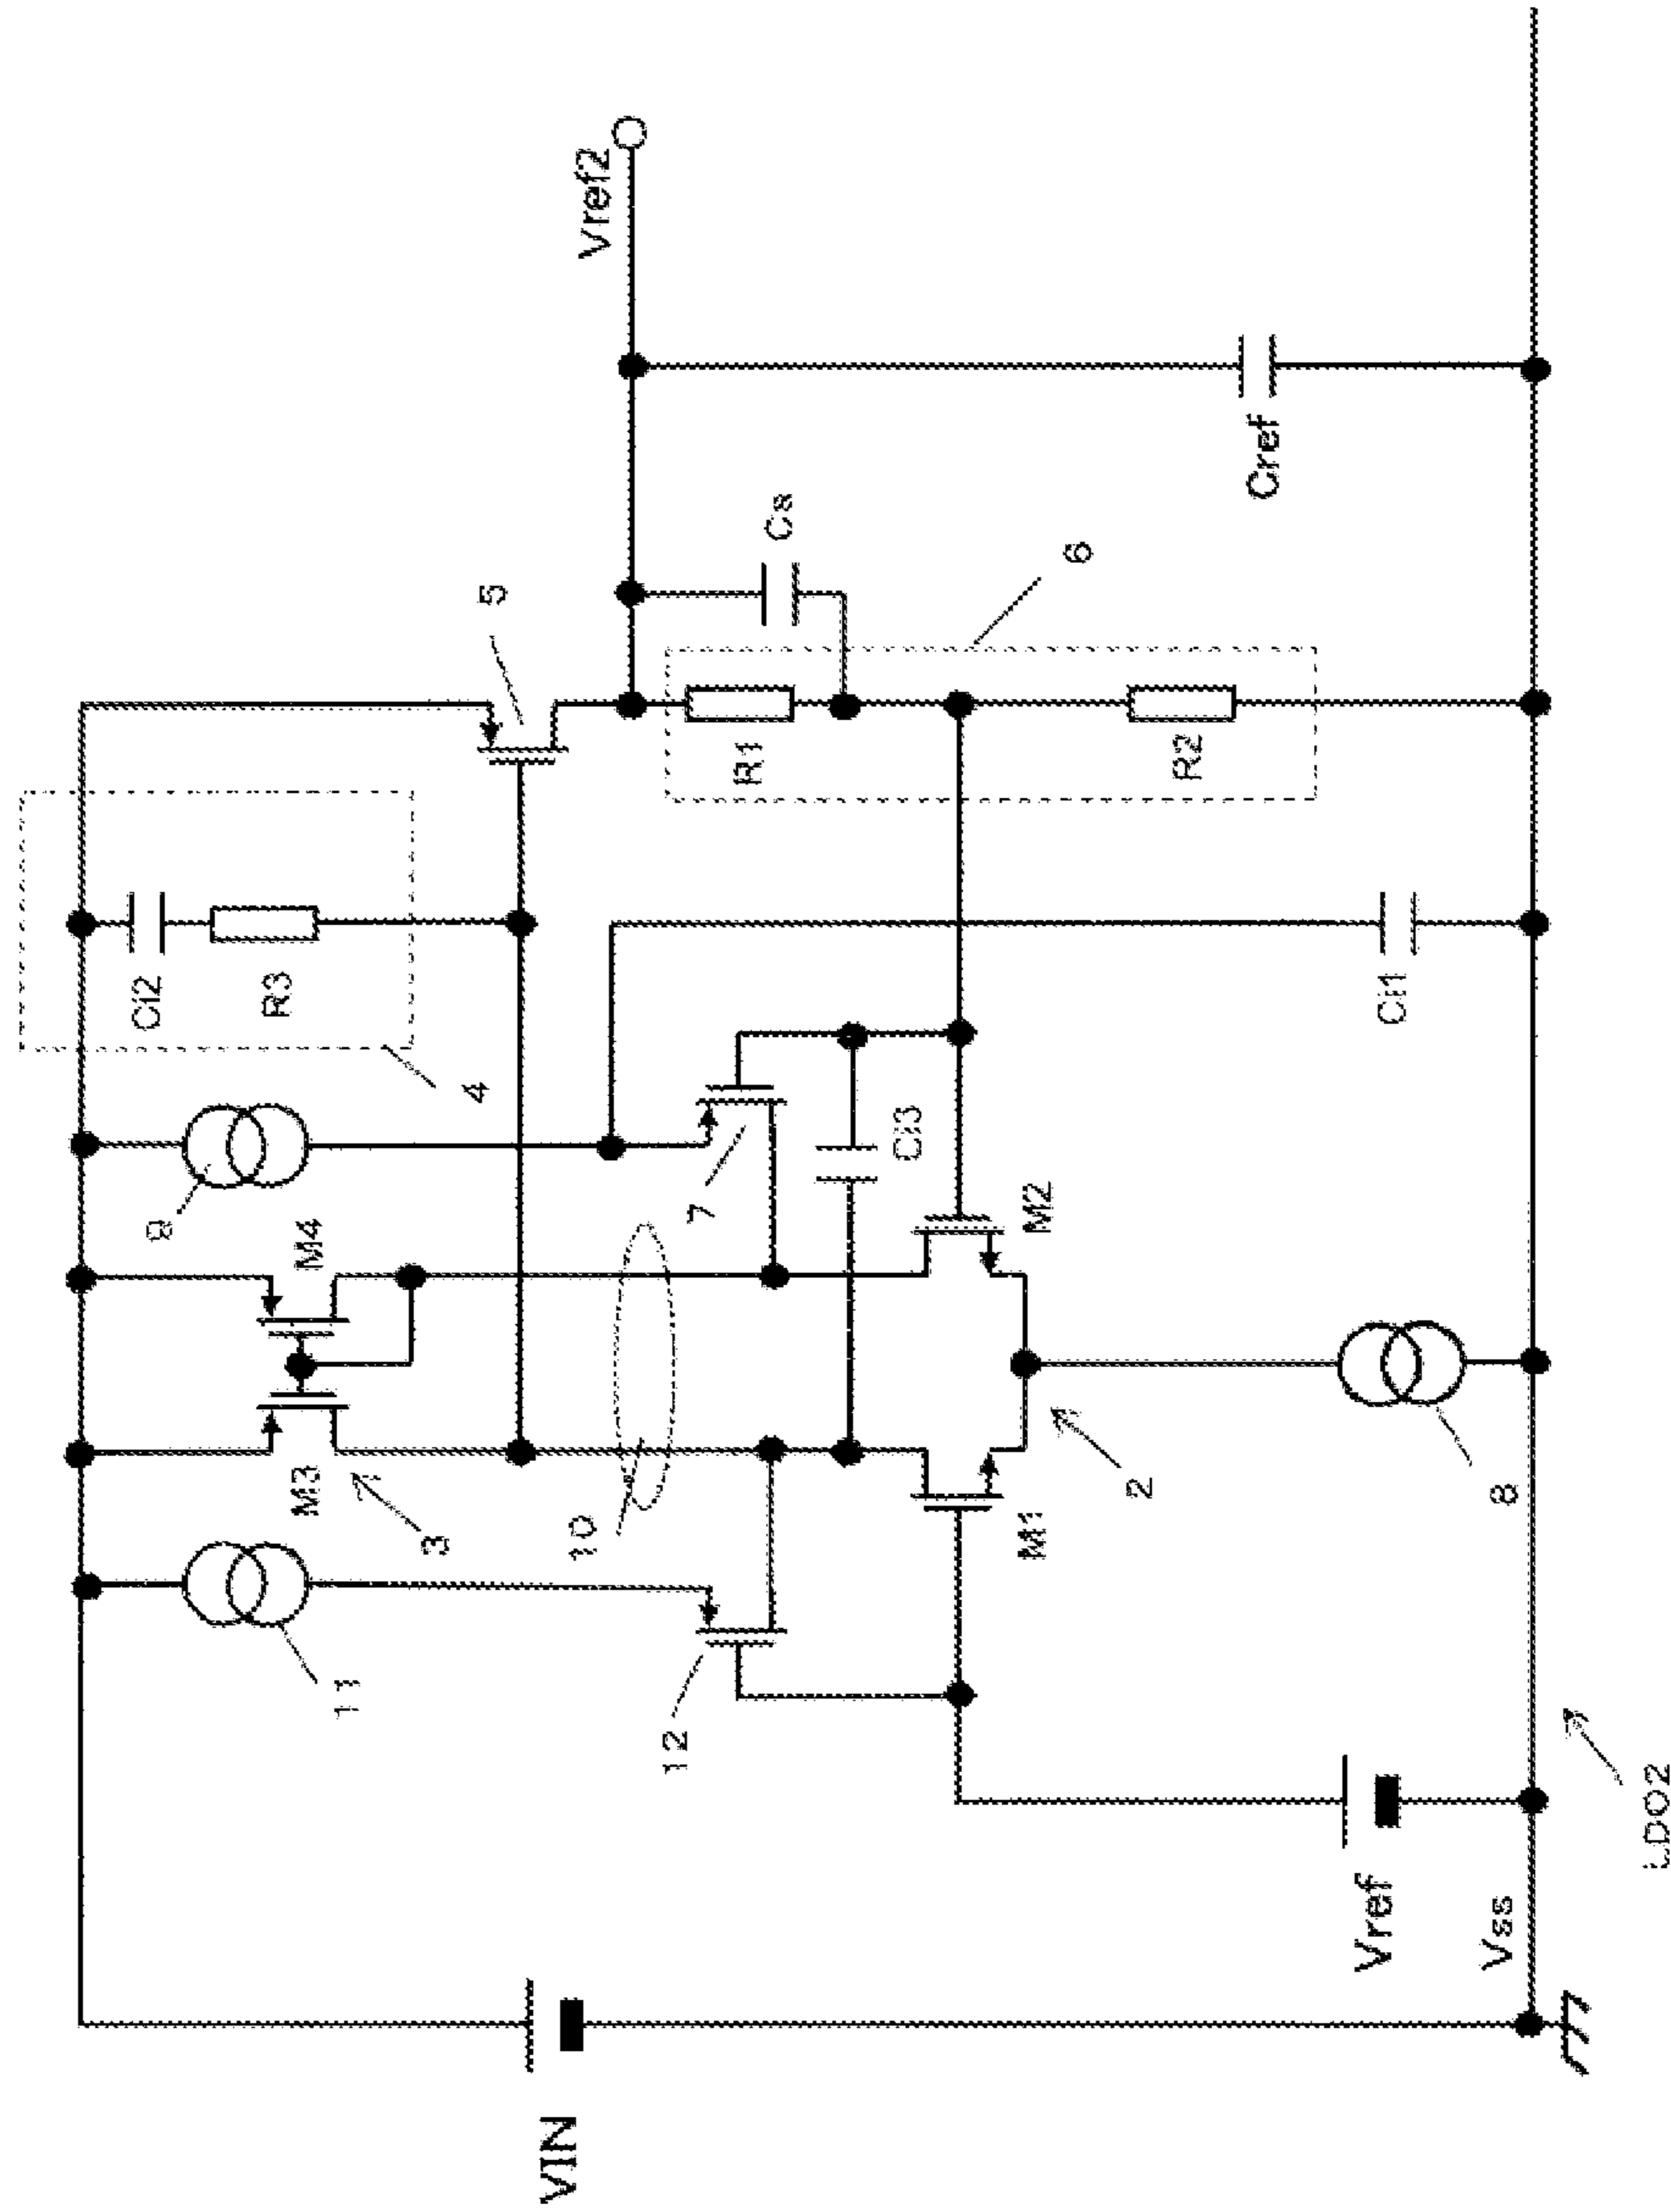 9
Ci2
M3
M4
R3
11
3
4
5
VIN
10
Vref2
12
7
R1
Cs
Ci3
M1
M2
6
2
R2
Cref
Vref
Ci1
Vss
8
LDO2